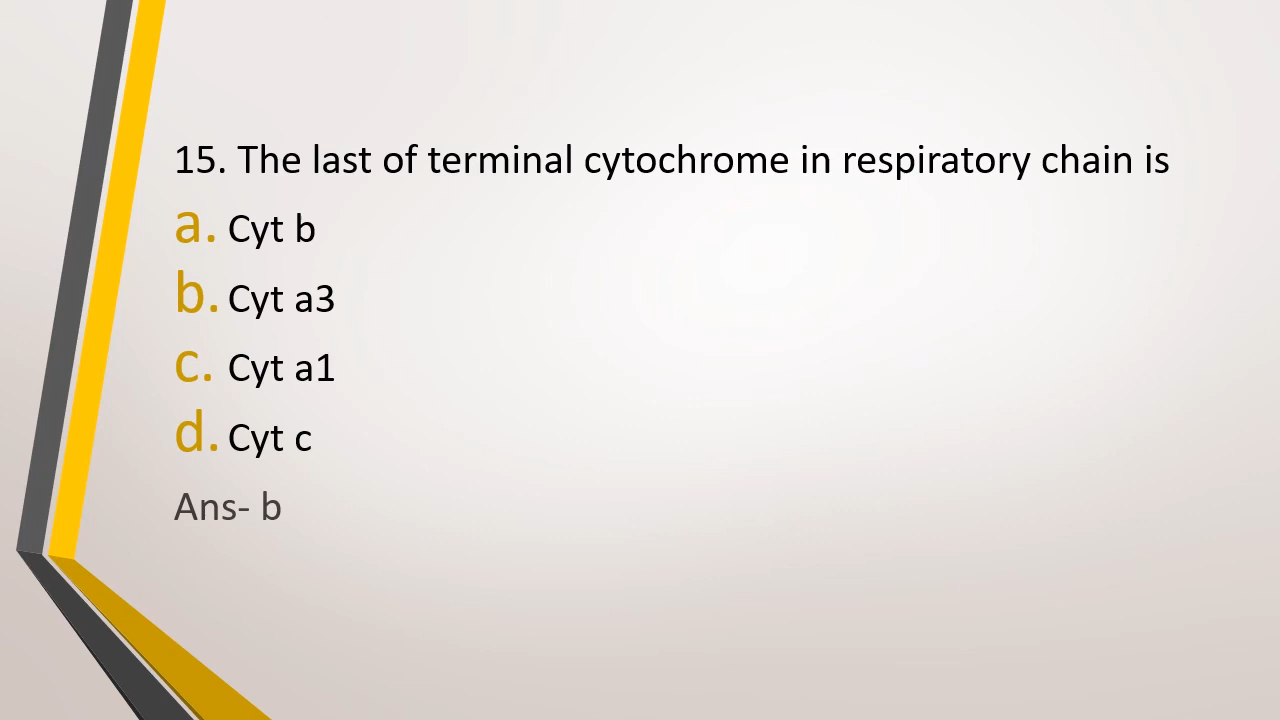 15. The last of terminal cytochrome in respiratory chain is
a. Cyt b
b. Cyt a3
c. Cyt a1
d. Cyt c
Ans- b